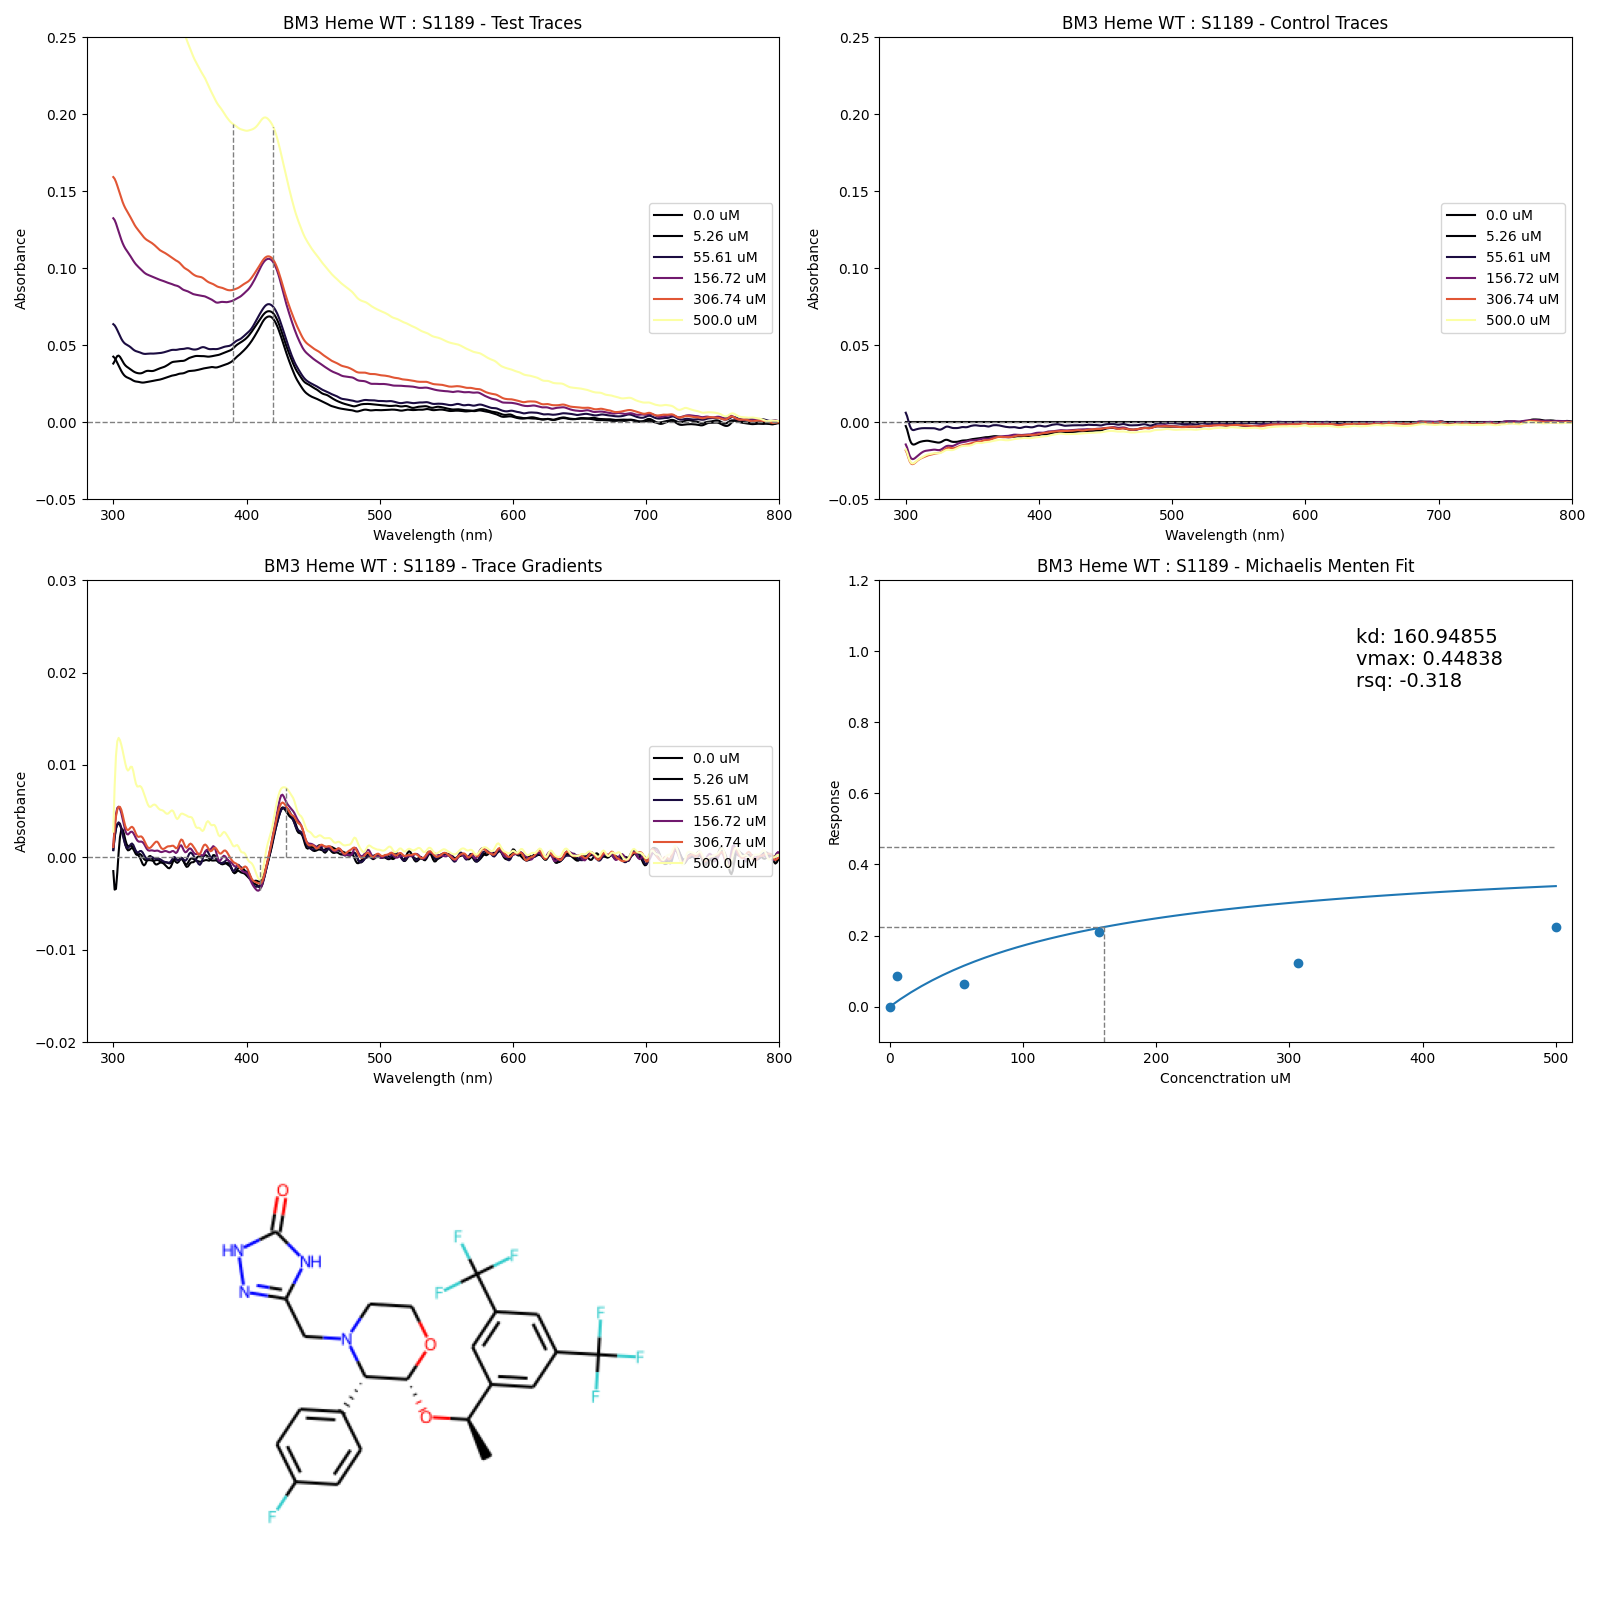 BM3 Heme WT : S1189 - Test Traces
0.25
0.20
0.15
0.10
0.05
0.00
−0.05
Absorbance
300 400 500 600 700 800
Wavelength (nm)
0.0 uM
5.26 uM
55.61 uM
156.72 uM
306.74 uM
500.0 uM
BM3 Heme WT : S1189 - Control Traces
0.25
0.20
0.15
0.10
0.05
0.00
−0.05
Absorbance
300 400 500 600 700 800
Wavelength (nm)
0.0 uM
5.26 uM
55.61 uM
156.72 uM
306.74 uM
500.0 uM
BM3 Heme WT : S1189 - Trace Gradients
0.03
0.02
0.01
0.00
−0.01
−0.02
Absorbance
300 400 500 600 700 800
Wavelength (nm)
0.0 uM
5.26 uM
55.61 uM
156.72 uM
306.74 uM
500.0 uM
BM3 Heme WT : S1189 - Michaelis Menten Fit
1.2
1.0
0.8
0.6
0.4
0.2
0.0
Response
0 100 200 300 400 500
Concenctration uM
kd: 160.94855
vmax: 0.44838
rsq: -0.318
O
HN
NH
N
N
O
O
F
F
F
F
F
F
F